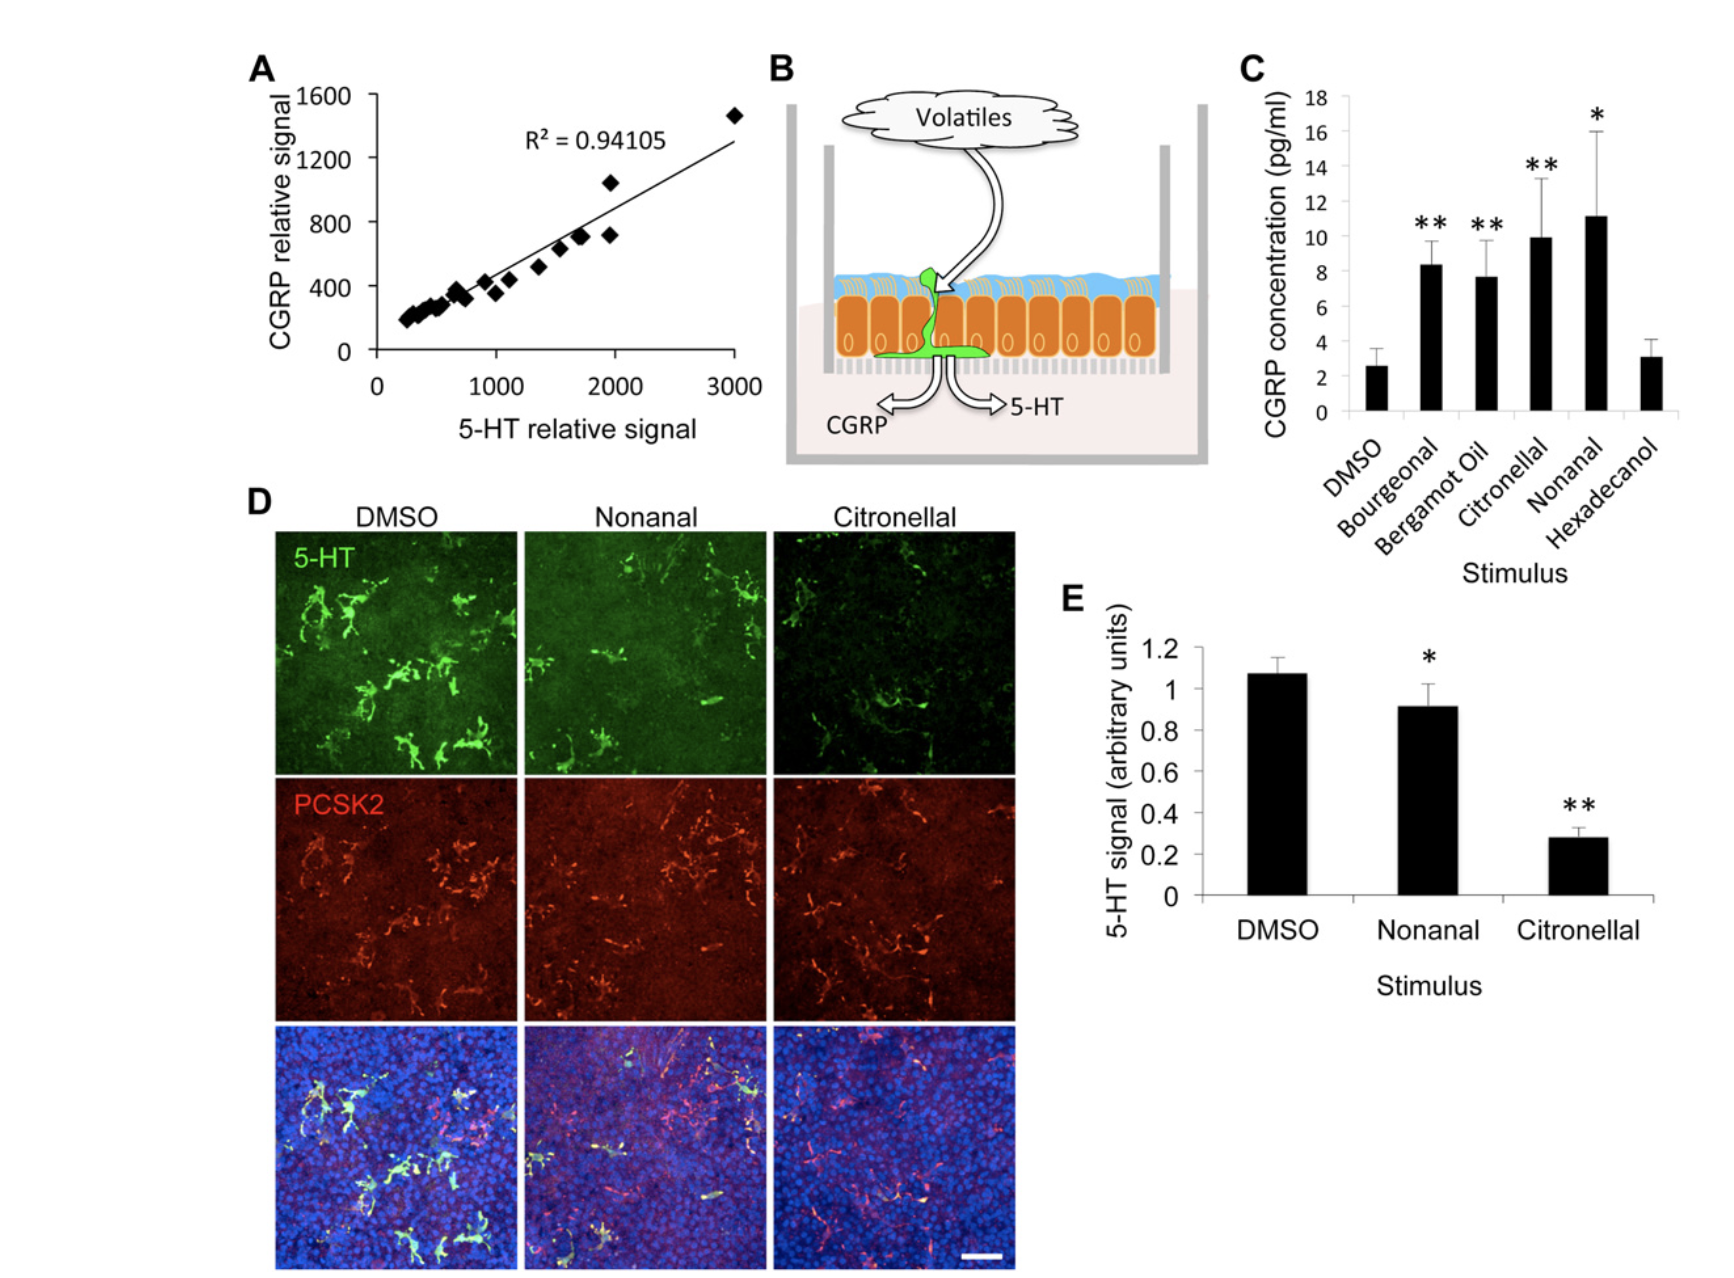 A
CGRP relative signal
1600
1200
800
400
0
R² = 0.94105
0 1000 2000 3000
5-HT relative signal
B
Volatiles
CGRP
5-HT
C
CGRP concentration (pg/ml)
18
16
14
12
10
8
6
4
2
0
** ** ** *
DMSO
Bourgeonal
Bergamot Oil
Citronellal
Nonanal
Hexadecanol
Stimulus
D
DMSO Nonanal Citronellal
5-HT
PCSK2
E
5-HT signal (arbitrary units)
1.2
1
0.8
0.6
0.4
0.2
0
* **
DMSO Nonanal Citronellal
Stimulus